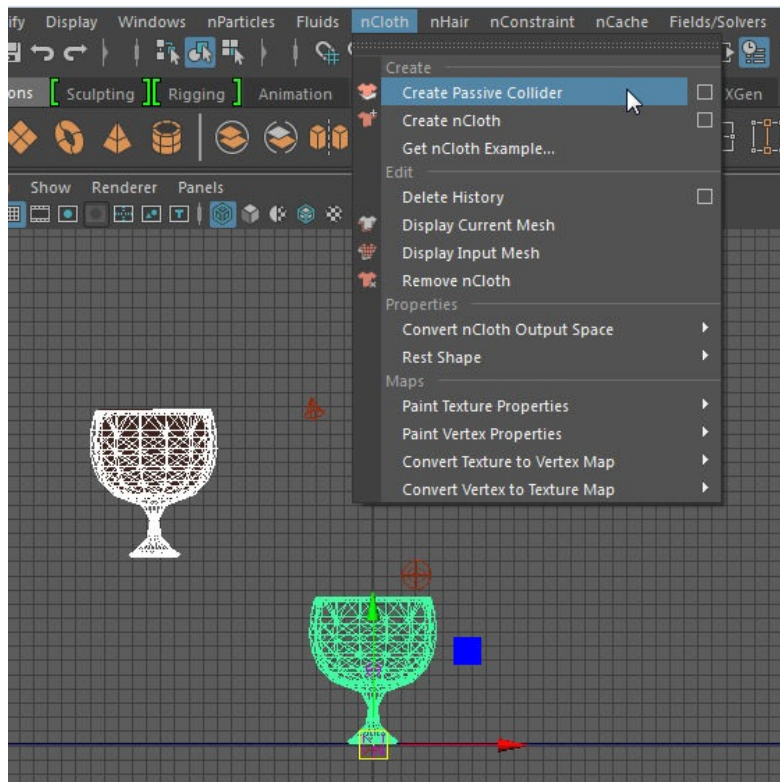 ify Display Windows nParticles Fluids nCloth nHair nConstraint nCache Fields/Solvers
ons Sculpting Rigging Animation XGen
Show Renderer Panels
Create
Create Passive Collider
Create nCloth
Get nCloth Example...
Edit
Delete History
Display Current Mesh
Display Input Mesh
Remove nCloth
Properties
Convert nCloth Output Space
Rest Shape
Maps
Paint Texture Properties
Paint Vertex Properties
Convert Texture to Vertex Map
Convert Vertex to Texture Map